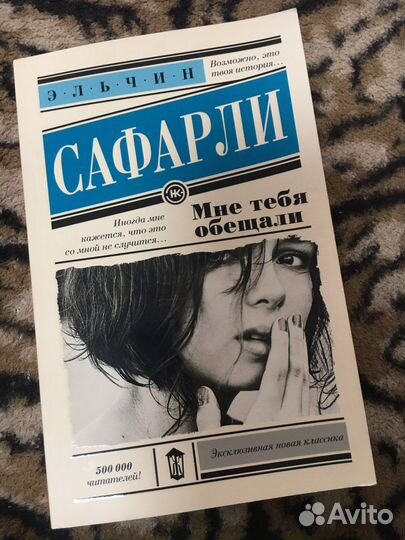 Э·Л·Ь·Ч·И·Н
Возможно, это
твоя история...
САФАРЛИ
НК
Иногда мне
кажется, что это
со мной не случится...
Мне тебя
обещали
500 000
читателей!
Эксклюзивная новая классика
Avito